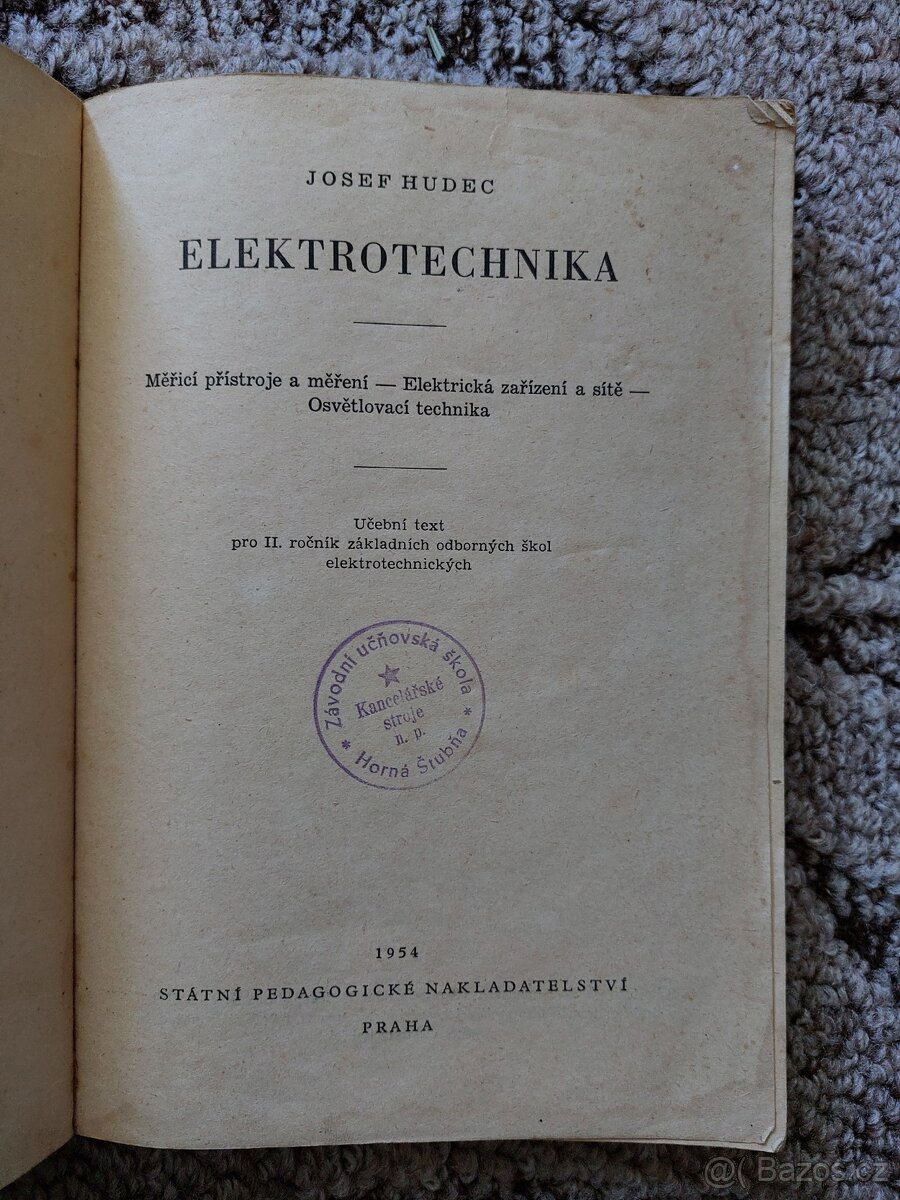 JOSEF HUDEC
ELEKTROTECHNIKA
Měřicí přístroje a měření — Elektrická zařízení a sítě —
Osvětlovací technika
Učební text
pro II. ročník základních odborných škol
elektrotechnických
Závodní učňovská škola
Kancelářské
stroje
n. p.
* Horná Štubňa *
1954
STÁTNÍ PEDAGOGICKÉ NAKLADATELSTVÍ
PRAHA
@ Bazos.cz